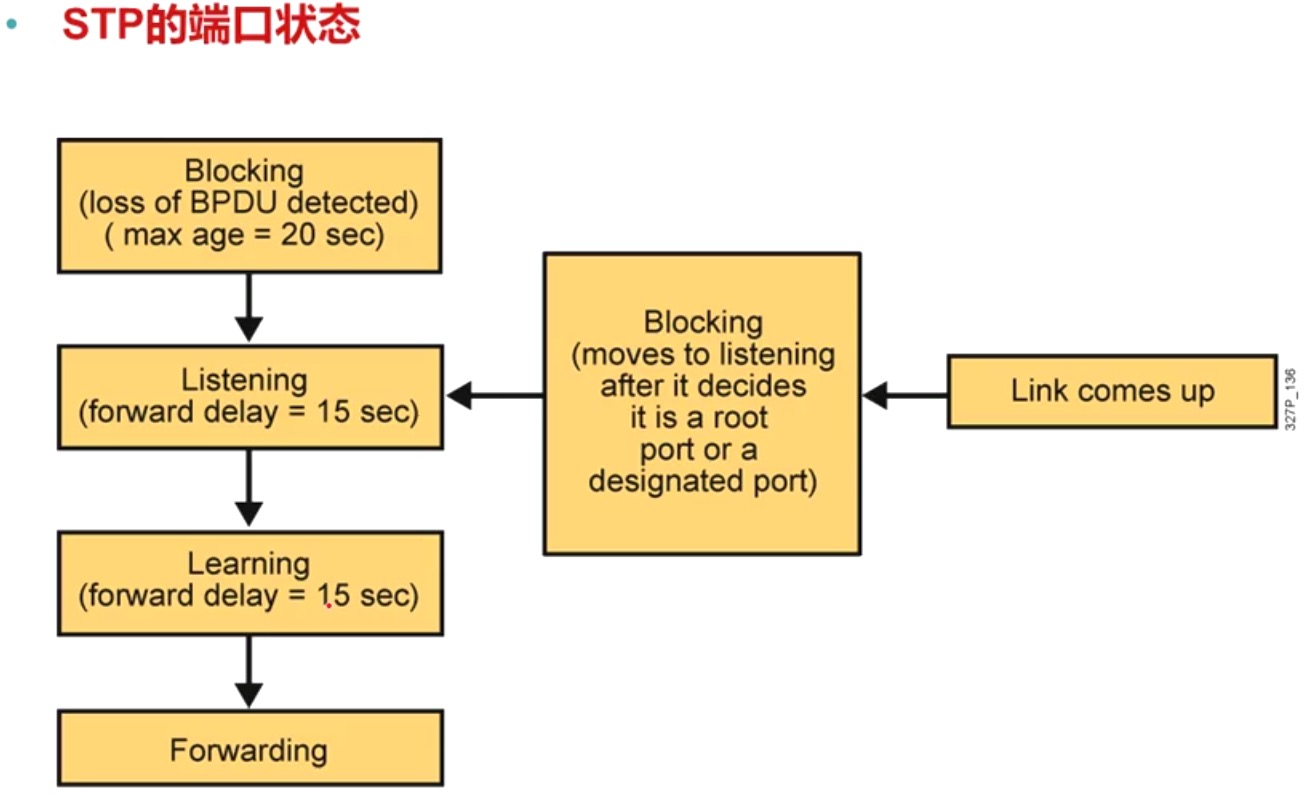 • STP的端口状态
Blocking
(loss of BPDU detected)
( max age = 20 sec)
Listening
(forward delay = 15 sec)
Learning
(forward delay = 15 sec)
Forwarding
Blocking
(moves to listening
after it decides
it is a root
port or a
designated port)
Link comes up
327P_136